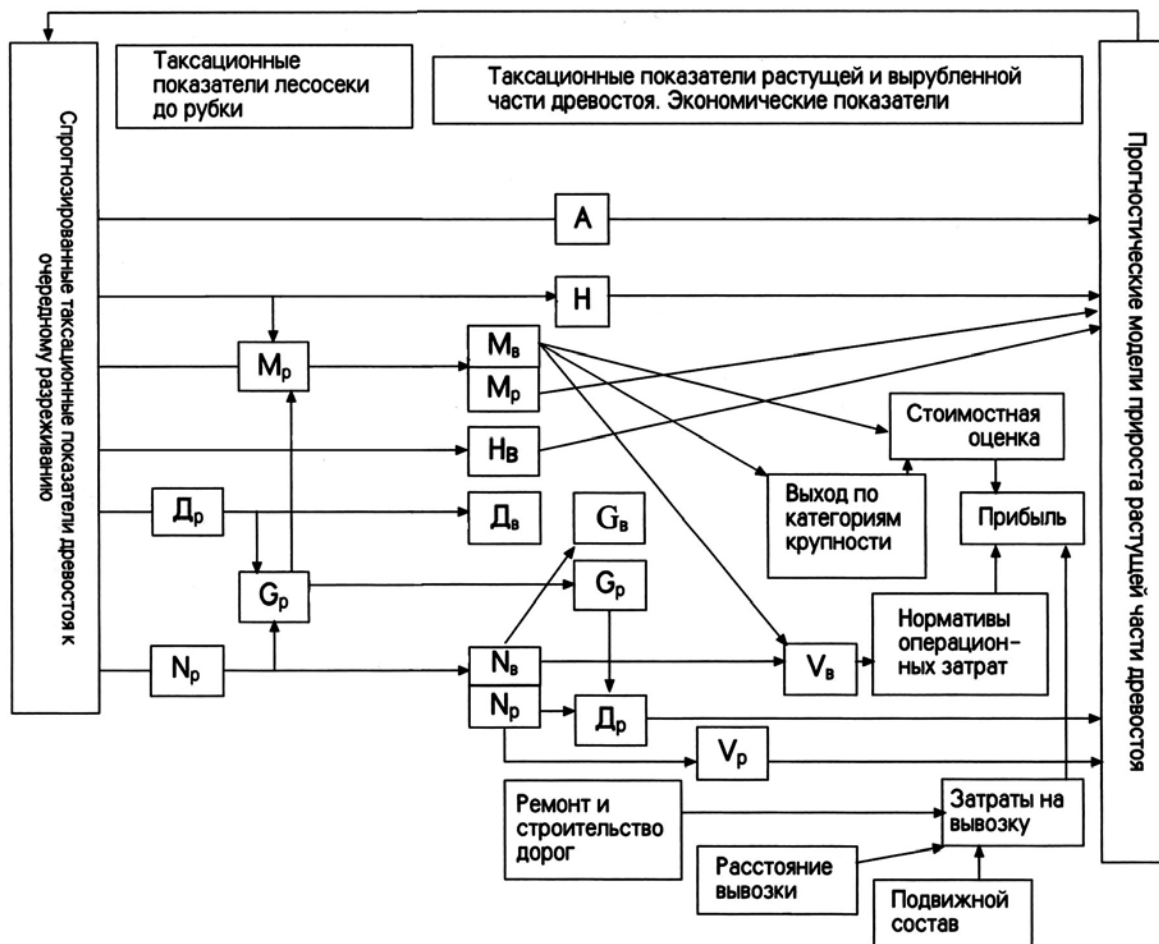 Спрогнозированные таксационные показатели древостоя к
очередному разреживанию
Таксационные
показатели лесосеки
до рубки
Таксационные показатели растущей и вырубленной
части древостоя. Экономические показатели
Прогностические модели прироста растущей части древостоя
А
Н
Mр
Mв
Mр
Нв
Др
Дв
Gв
Gр
Gр
Nр
Nв
Nр
Др
Vв
Vр
Стоимостная
оценка
Выход по
категориям
крупности
Прибыль
Нормативы
операцион-
ных затрат
Ремонт и
строительство
дорог
Расстояние
вывозки
Затраты на
вывозку
Подвижной
состав